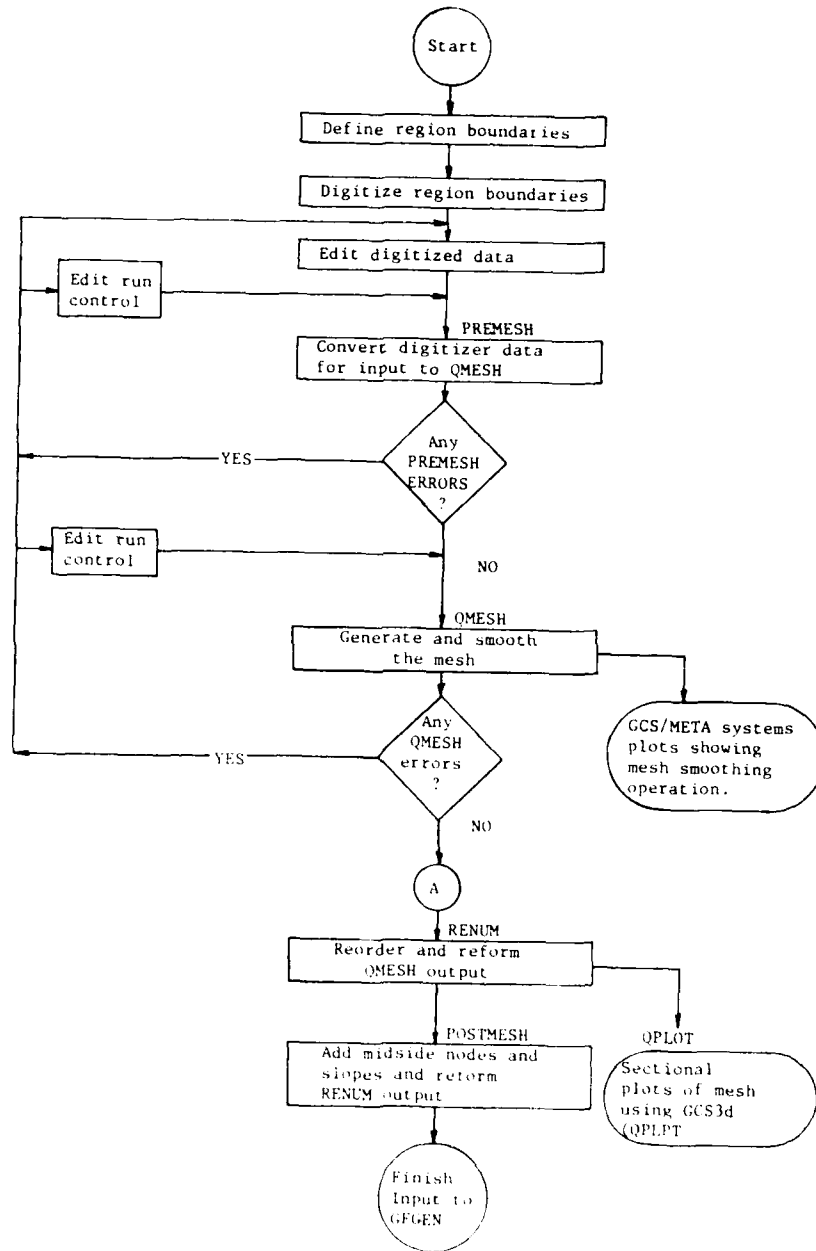 Start
Define region boundaries
Digitize region boundaries
Edit digitized data
Edit run
control
PREMESH
Convert digitizer data
for input to QMESH
Any
PREMESH
ERRORS
?
YES
Edit run
control
NO
QMESH
Generate and smooth
the mesh
Any
QMESH
errors
?
YES
GCS/META systems
plots showing
mesh smoothing
operation.
NO
A
RENUM
Reorder and reform
QMESH output
POSTMESH
Add midside nodes and
slopes and reform
RENUM output
QPLOT
Sectional
plots of mesh
using GCS3d
(QPLPT
Finish
Input to
GFGEN